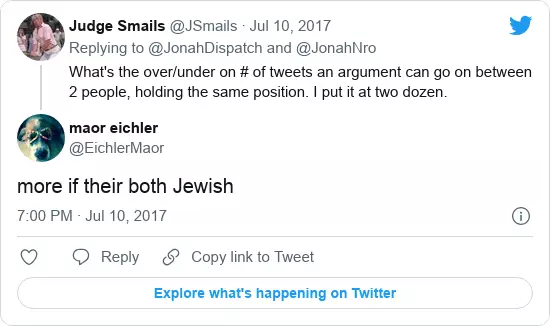 Judge Smails @JSmails · Jul 10, 2017
Replying to @JonahDispatch and @JonahNro
What's the over/under on # of tweets an argument can go on between
2 people, holding the same position. I put it at two dozen.
maor eichler
@EichlerMaor
more if their both Jewish
7:00 PM · Jul 10, 2017
Reply
Copy link to Tweet
Explore what's happening on Twitter